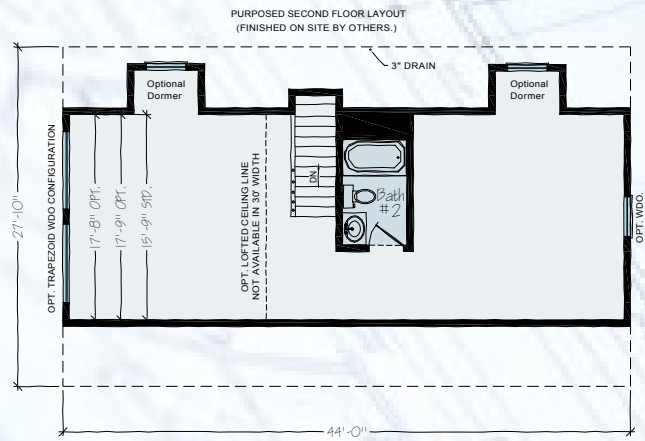 PURPOSED SECOND FLOOR LAYOUT
(FINISHED ON SITE BY OTHERS.)
3" DRAIN
Optional
Dormer
Optional
Dormer
OPT. TRAPEZOID WDO CONFIGURATION
17'-8" OPT.
17'-9" OPT.
15'-9" STD.
OPT. LOFTED CEILING LINE
NOT AVAILABLE IN 30' WIDTH
DN
Bath
#2
OPT. WDO.
27'-10"
44'-0"